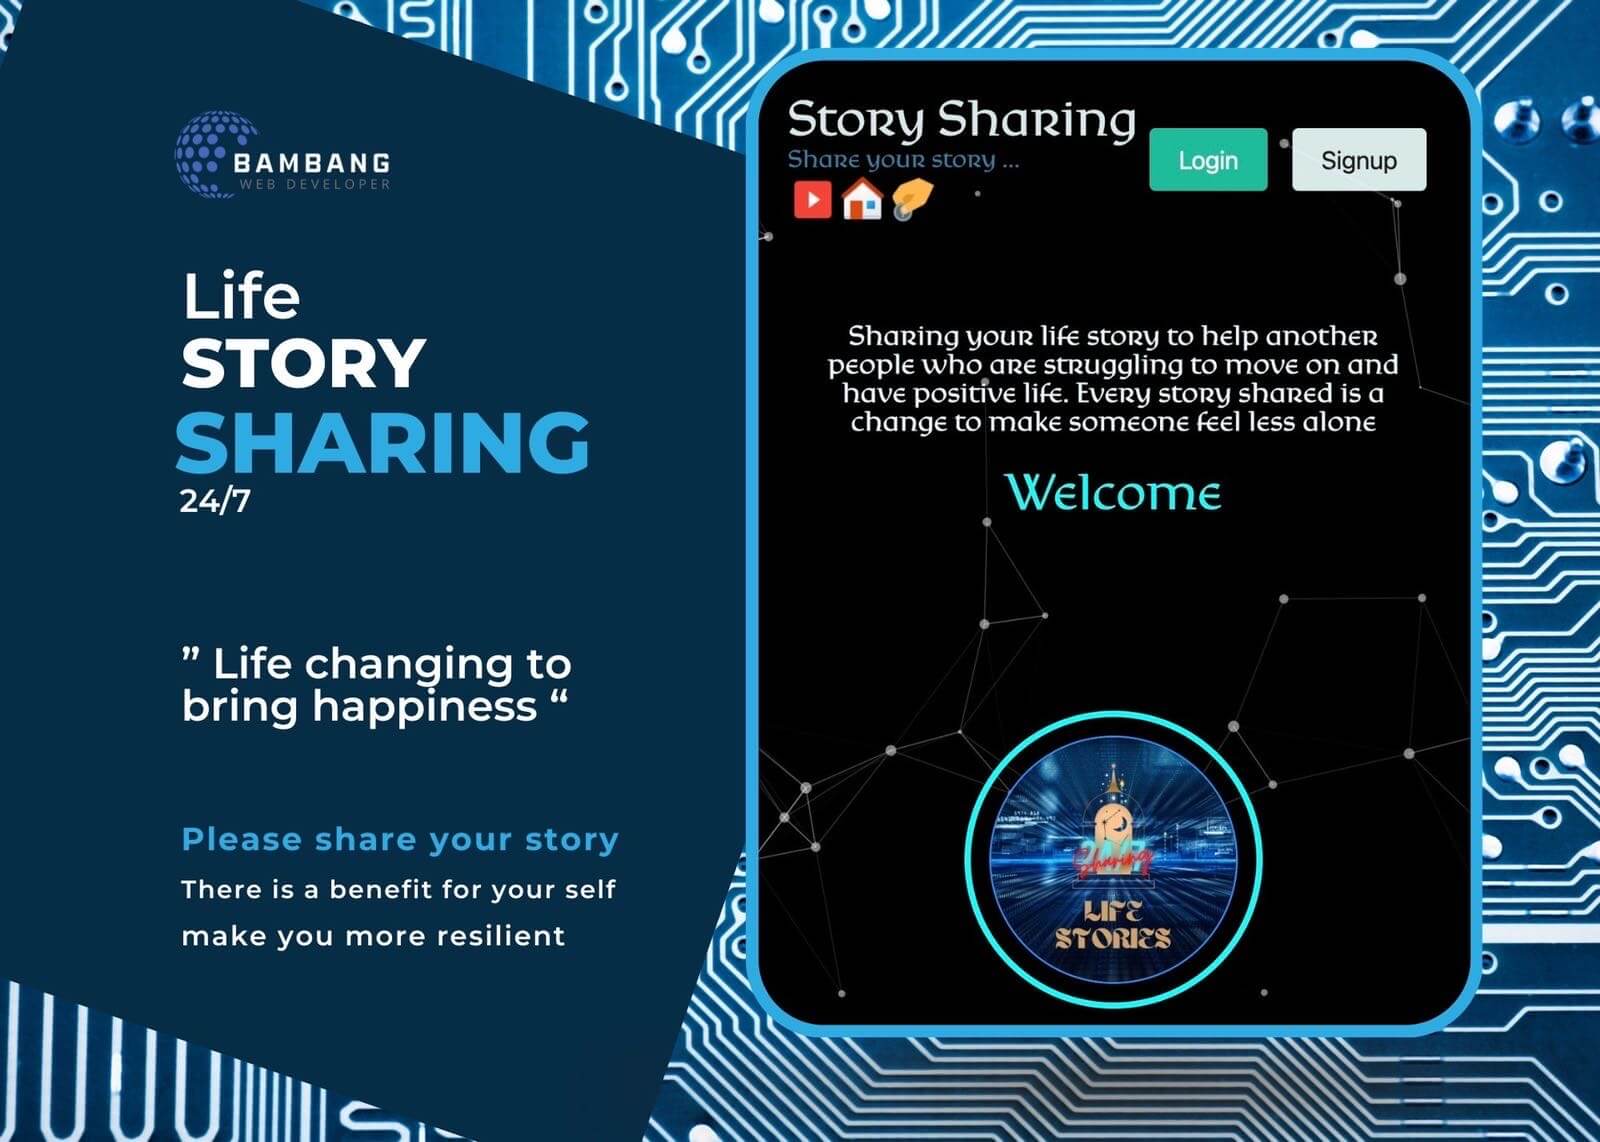 BAMBANG
WEB DEVELOPER
Life
STORY
SHARING
24/7
” Life changing to
bring happiness “
Please share your story
There is a benefit for your self
make you more resilient
Story Sharing
Share your story ...
Login
Signup
Sharing your life story to help another
people who are struggling to move on and
have positive life. Every story shared is a
change to make someone feel less alone
Welcome
Sharing
LIFE
STORIES